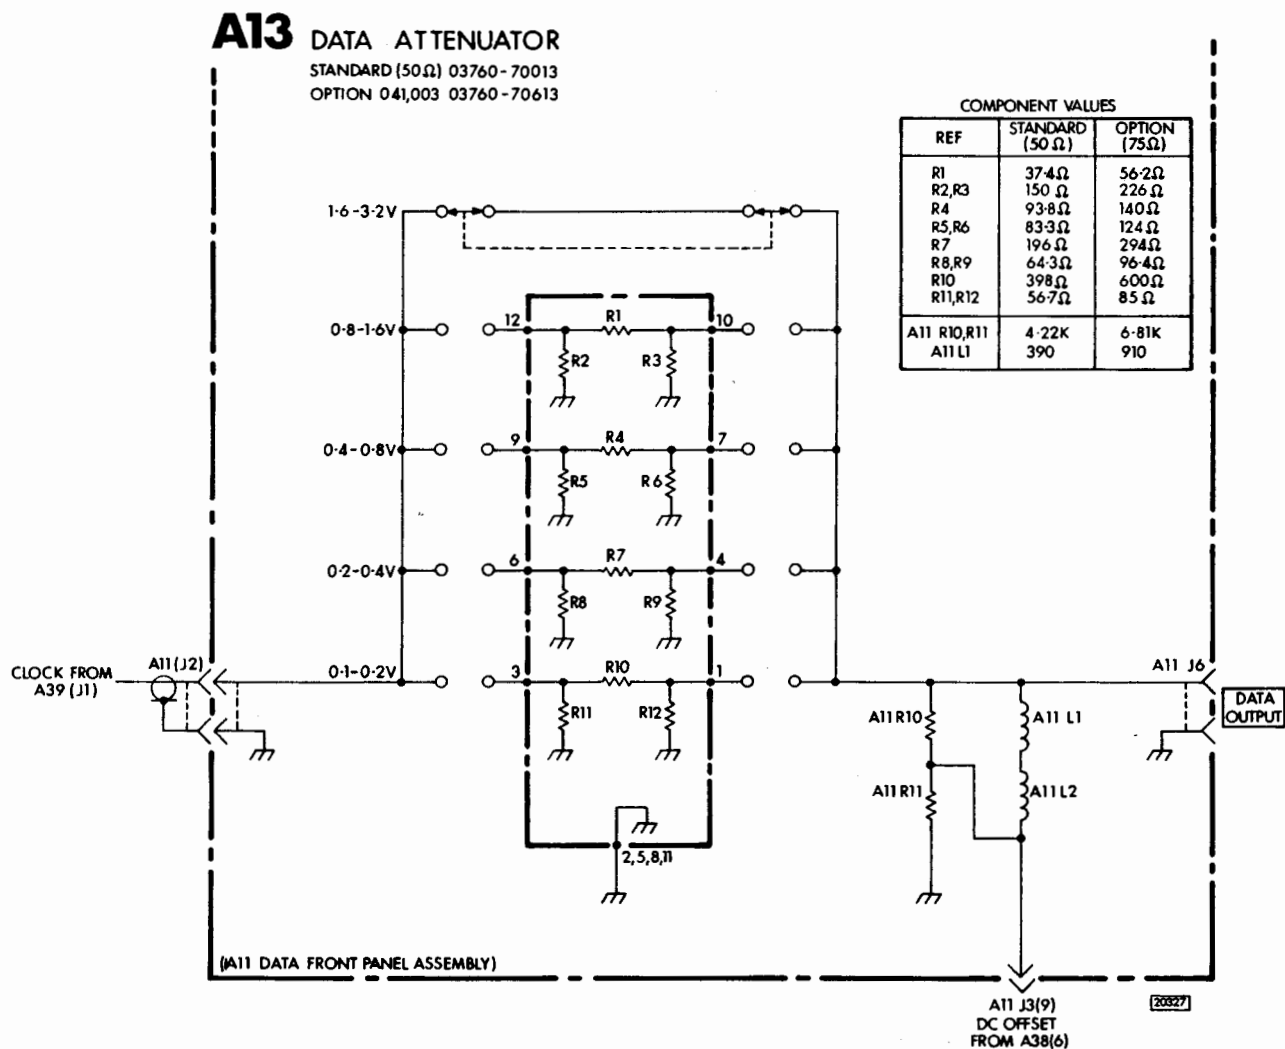 A13 DATA ATTENUATOR
STANDARD (50Ω) 03760-70013
OPTION 041,003 03760-70613
COMPONENT VALUES
REF STANDARD (50Ω) OPTION (75Ω)
R1 37·4Ω 56·2Ω
R2,R3 150Ω 226Ω
R4 93·8Ω 140Ω
R5,R6 83·3Ω 124Ω
R7 196Ω 294Ω
R8,R9 64·3Ω 96·4Ω
R10 398Ω 600Ω
R11,R12 56·7Ω 85Ω
A11 R10,R11 4·22K 6·81K
A11 L1 390 910
1·6-3·2V
0·8-1·6V 12 R1 10
R2 R3
0·4-0·8V 9 R4 7
R5 R6
0·2-0·4V 6 R7 4
R8 R9
CLOCK FROM
A39 (J1)
A11 (J2)
0·1-0·2V 3 R10 1
R11 R12
A11 J6
DATA
OUTPUT
A11 R10 A11 L1
A11 R11 A11 L2
2,5,8,11
(A11 DATA FRONT PANEL ASSEMBLY)
A11 J3(9)
DC OFFSET
FROM A38(6)
20327